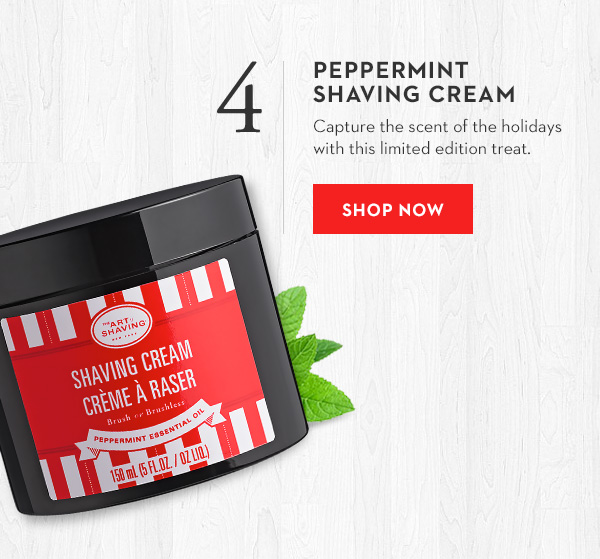 4
PEPPERMINT
SHAVING CREAM
Capture the scent of the holidays
with this limited edition treat.
SHOP NOW
THE ART of
SHAVING
NEW YORK
SHAVING CREAM
CRÈME À RASER
Brush or Brushless
PEPPERMINT ESSENTIAL OIL
150 mL (5 FL.OZ. / OZ LIQ.)